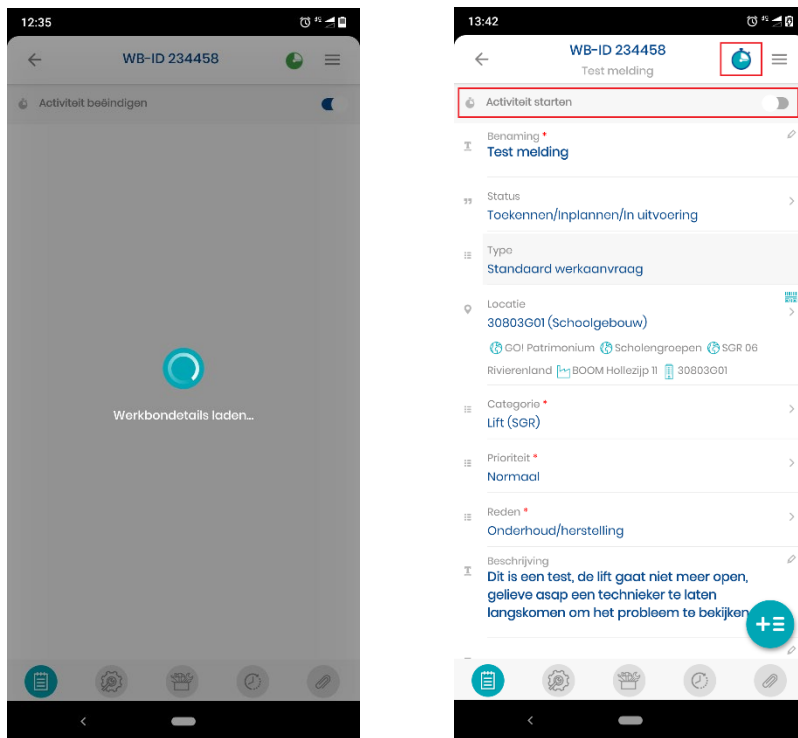 12:35
WB-ID 234458
Activiteit beëindigen
Werkbondetails laden...
13:42
WB-ID 234458
Test melding
Activiteit starten
Benaming *
Test melding
Status
Toekennen/Inplannen/In uitvoering
Type
Standaard werkaanvraag
Locatie
30803G01 (Schoolgebouw)
GO! Patrimonium Scholengroepen SGR 06
Rivierenland BOOM Hollezijp 11 30803G01
Categorie *
Lift (SGR)
Prioriteit *
Normaal
Reden *
Onderhoud/herstelling
Beschrijving
Dit is een test, de lift gaat niet meer open,
gelieve asap een technieker te laten
langskomen om het probleem te bekijken